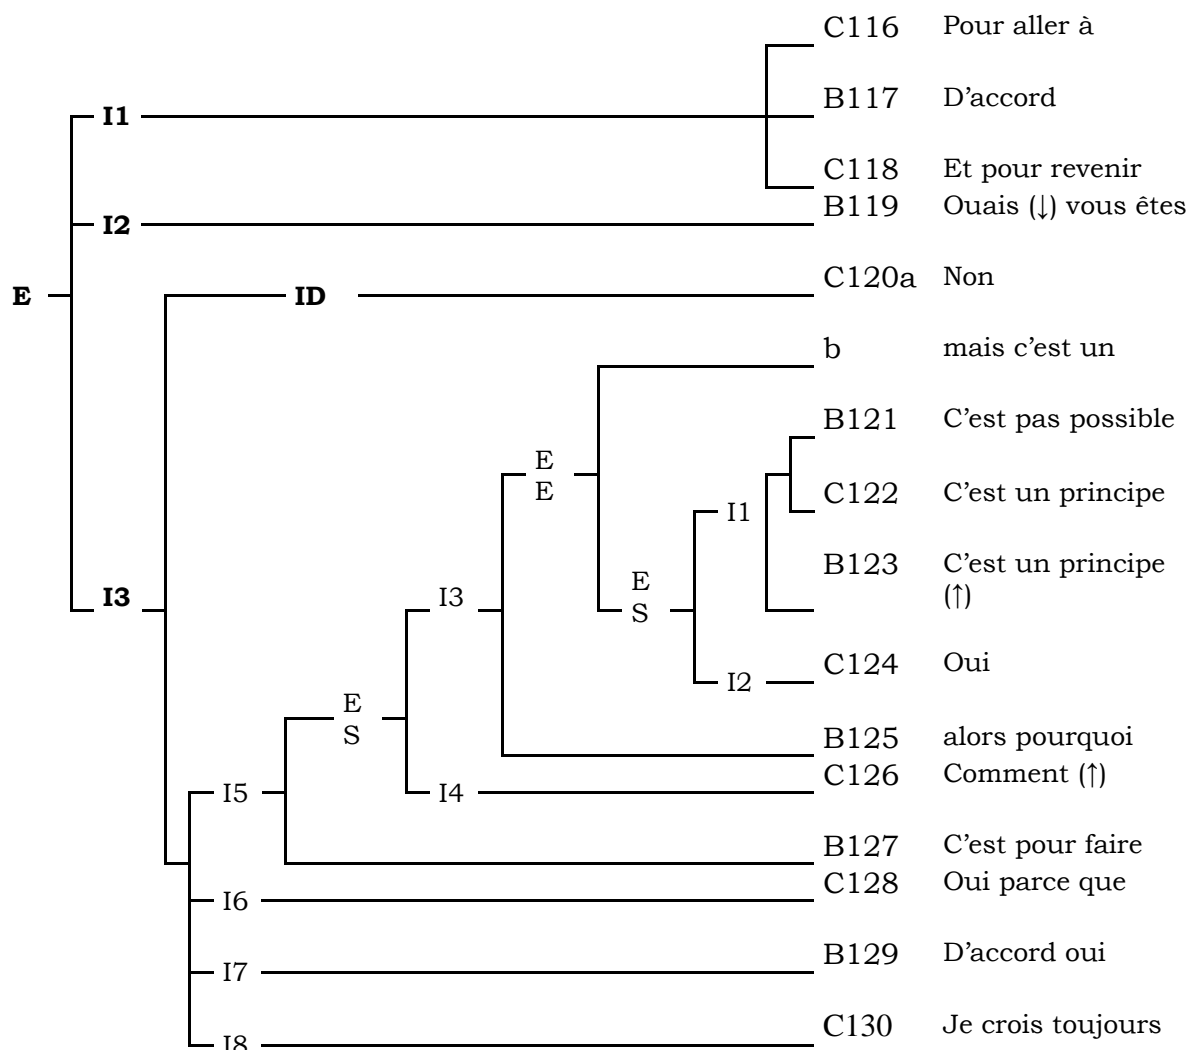 C116 Pour aller à
B117 D’accord
I1
C118 Et pour revenir
B119 Ouais (↓) vous êtes
I2
C120a Non
E
ID
b mais c’est un
B121 C’est pas possible
E
E
C122 C’est un principe
I1
B123 C’est un principe
(↑)
E
S
I3
I3
C124 Oui
I2
E
S
B125 alors pourquoi
C126 Comment (↑)
I5
I4
B127 C’est pour faire
C128 Oui parce que
I6
B129 D’accord oui
I7
C130 Je crois toujours
I8